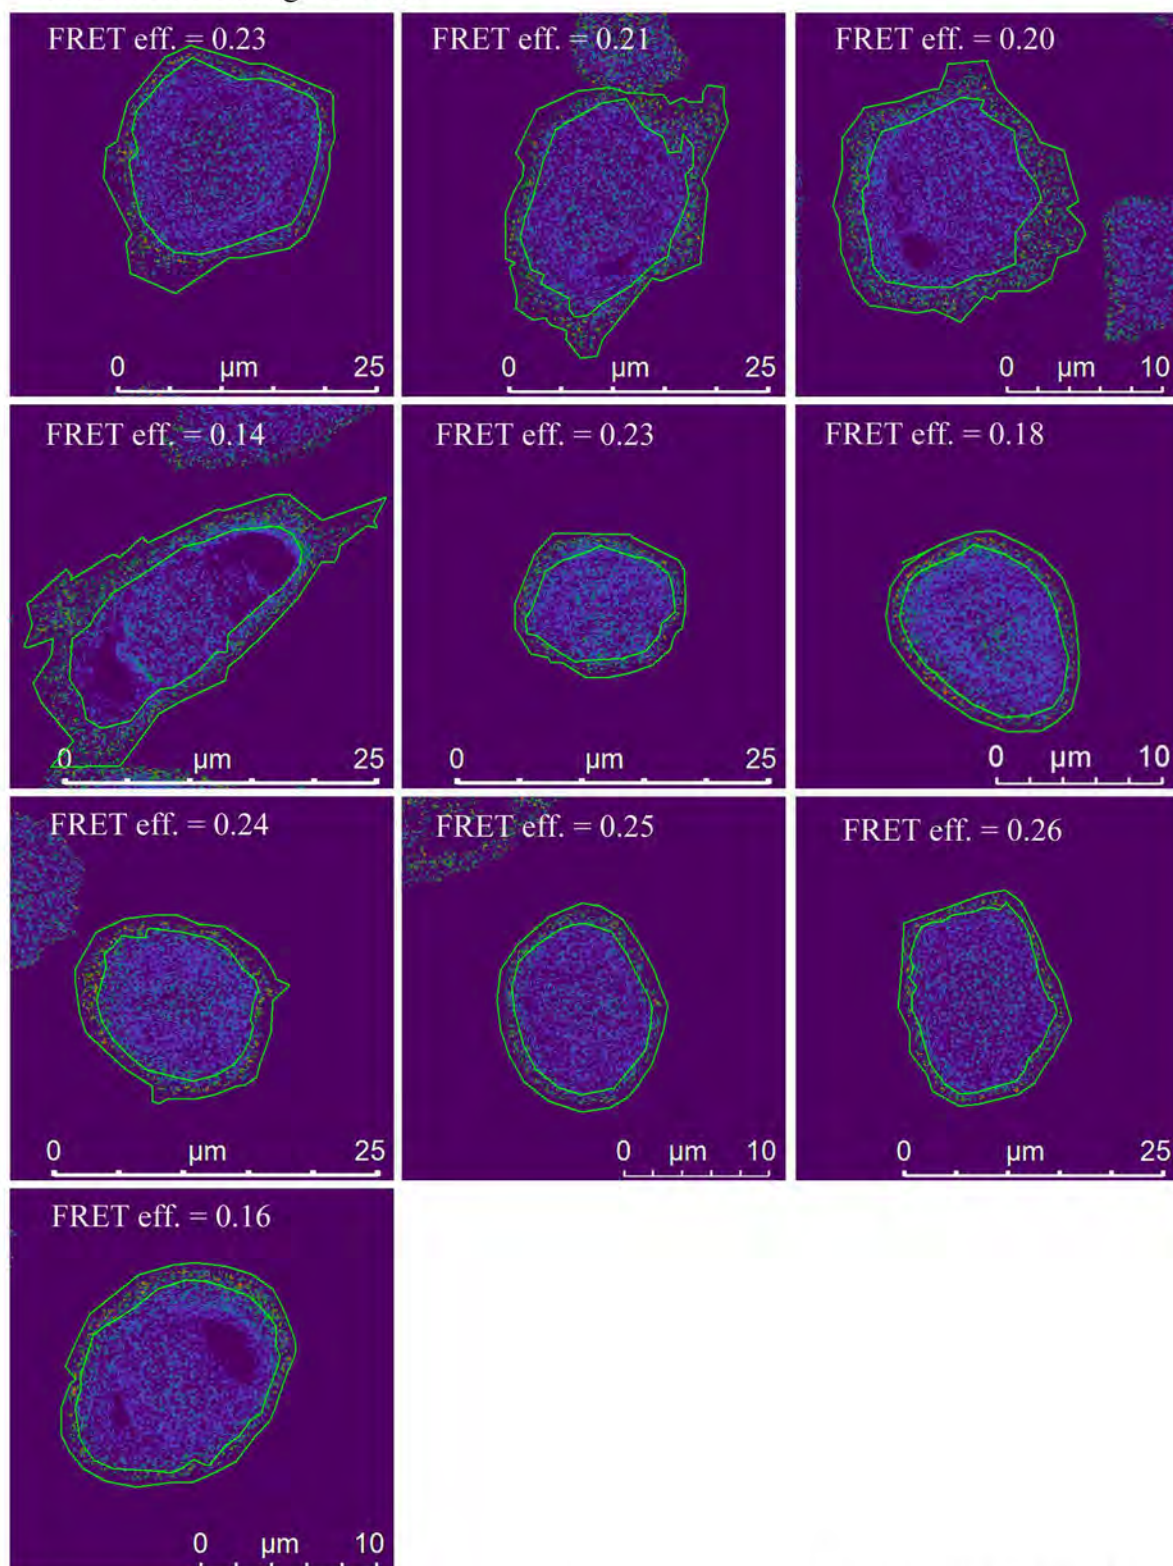 FRET eff. = 0.23
0 µm 25
FRET eff. = 0.21
0 µm 25
FRET eff. = 0.20
0 µm 10
FRET eff. = 0.14
0 µm 25
FRET eff. = 0.23
0 µm 25
FRET eff. = 0.18
0 µm 10
FRET eff. = 0.24
0 µm 25
FRET eff. = 0.25
0 µm 10
FRET eff. = 0.26
0 µm 25
FRET eff. = 0.16
0 µm 10